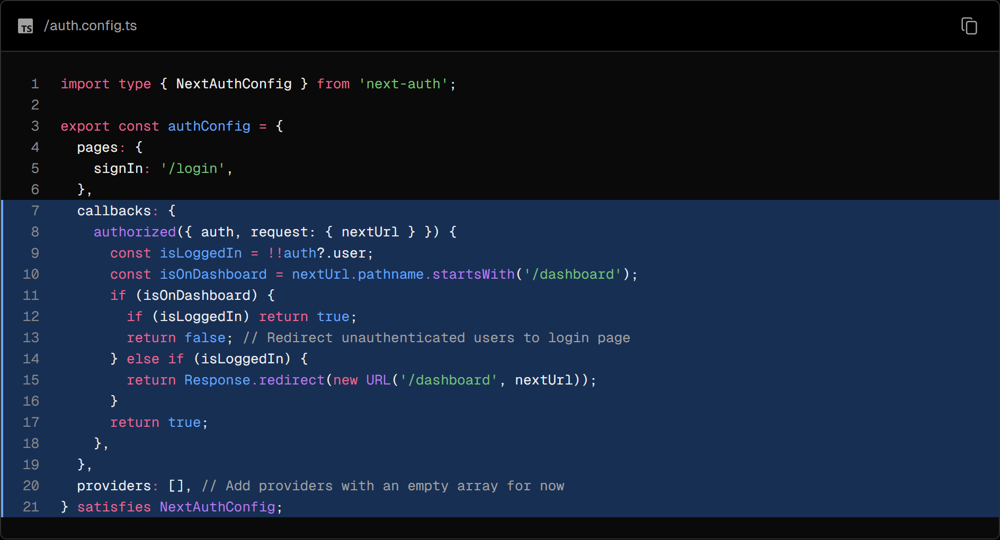 TS /auth.config.ts
1 import type { NextAuthConfig } from 'next-auth';
2
3 export const authConfig = {
4   pages: {
5     signIn: '/login',
6   },
7   callbacks: {
8     authorized({ auth, request: { nextUrl } }) {
9       const isLoggedIn = !!auth?.user;
10       const isOnDashboard = nextUrl.pathname.startsWith('/dashboard');
11       if (isOnDashboard) {
12         if (isLoggedIn) return true;
13         return false; // Redirect unauthenticated users to login page
14       } else if (isLoggedIn) {
15         return Response.redirect(new URL('/dashboard', nextUrl));
16       }
17       return true;
18     },
19   },
20   providers: [], // Add providers with an empty array for now
21 } satisfies NextAuthConfig;